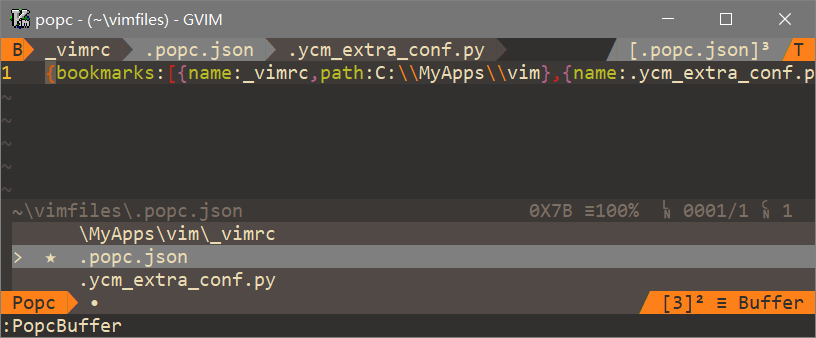 popc - (~\vimfiles) - GVIM
B _vimrc .popc.json .ycm_extra_conf.py [.popc.json]³ T
1 {bookmarks:[{name:_vimrc,path:C:\\MyApps\\vim},{name:.ycm_extra_conf.p
~
~
~
~
~
~\vimfiles\.popc.json 0X7B ≡100% LN 0001/1 CN 1
\MyApps\vim\_vimrc
> ★ .popc.json
.ycm_extra_conf.py
Popc • [3]² ≡ Buffer
:PopcBuffer